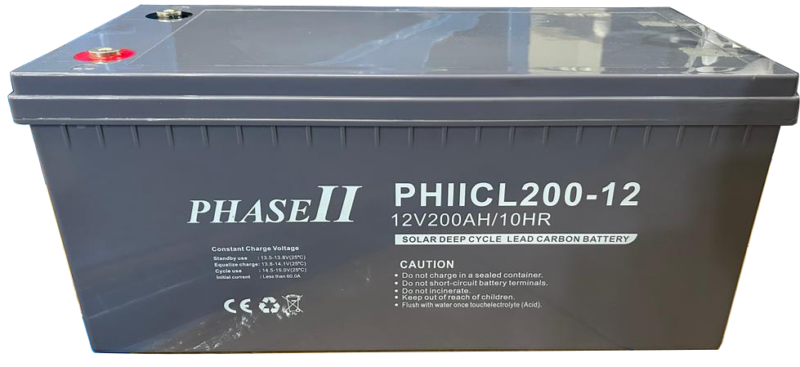 PHASE II
PHIICL200-12
12V200AH/10HR
SOLAR DEEP CYCLE LEAD CARBON BATTERY
Constant Charge Voltage
Standby use : 13.5-13.8V(25°C)
Equalize charge : 13.8-14.1V(25°C)
Cycle use : 14.5-15.0V(25°C)
Initial current : Less than 60.0A
CE
CAUTION
• Do not charge in a sealed container.
• Do not short-circuit battery terminals.
• Do not incinerate.
• Keep out of reach of children.
• Flush with water once touchelectrolyte (Acid).